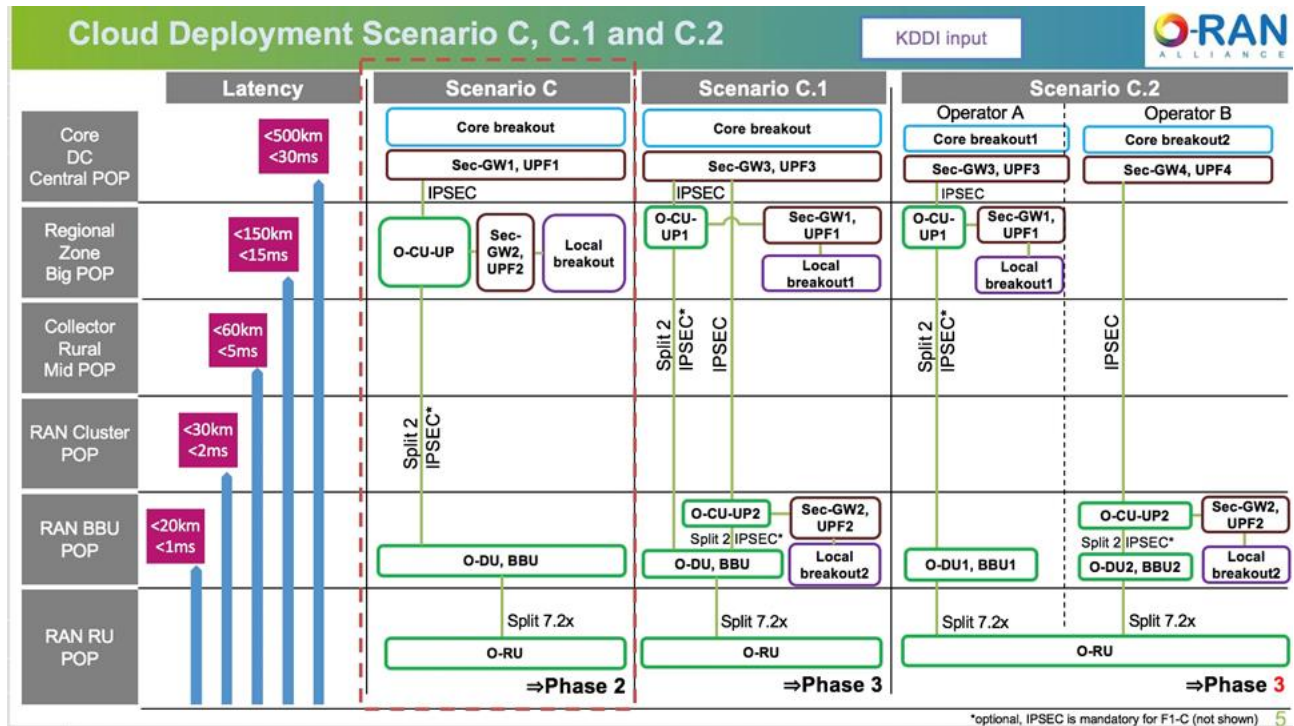 Cloud Deployment Scenario C, C.1 and C.2
KDDI input
O-RAN
ALLIANCE
Latency
Scenario C
Scenario C.1
Scenario C.2
Operator A
Operator B
Core
DC
Central POP
<500km
<30ms
Core breakout
Core breakout
Core breakout1
Core breakout2
Sec-GW1, UPF1
Sec-GW3, UPF3
Sec-GW3, UPF3
Sec-GW4, UPF4
IPSEC
IPSEC
IPSEC
Regional
Zone
Big POP
<150km
<15ms
O-CU-UP
Sec-
GW2,
UPF2
Local
breakout
O-CU-
UP1
Sec-GW1,
UPF1
Local
breakout1
O-CU-
UP1
Sec-GW1,
UPF1
Local
breakout1
Collector
Rural
Mid POP
<60km
<5ms
Split 2
IPSEC*
IPSEC
Split 2
IPSEC*
IPSEC
RAN Cluster
POP
<30km
<2ms
Split 2
IPSEC*
RAN BBU
POP
<20km
<1ms
O-DU, BBU
O-CU-UP2
Sec-GW2,
UPF2
Split 2 IPSEC*
O-DU, BBU
Local
breakout2
O-DU1, BBU1
O-CU-UP2
Sec-GW2,
UPF2
Split 2 IPSEC*
O-DU2, BBU2
Local
breakout2
RAN RU
POP
Split 7.2x
Split 7.2x
Split 7.2x
Split 7.2x
O-RU
O-RU
O-RU
⇒Phase 2
⇒Phase 3
⇒Phase 3
*optional, IPSEC is mandatory for F1-C (not shown)
5